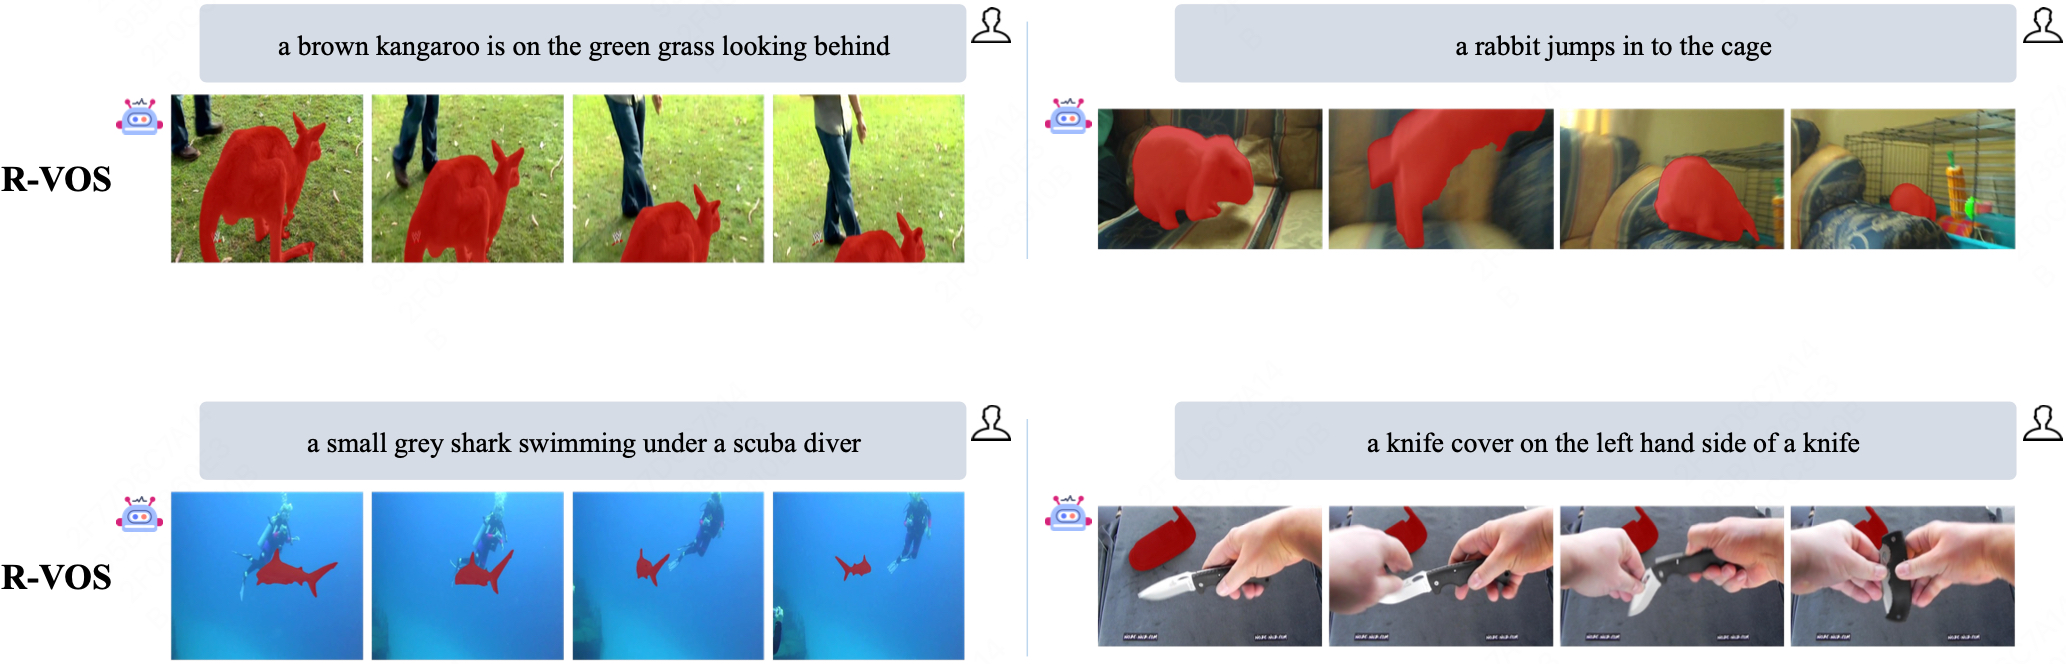 a brown kangaroo is on the green grass looking behind
a rabbit jumps in to the cage
R-VOS
a small grey shark swimming under a scuba diver
a knife cover on the left hand side of a knife
R-VOS